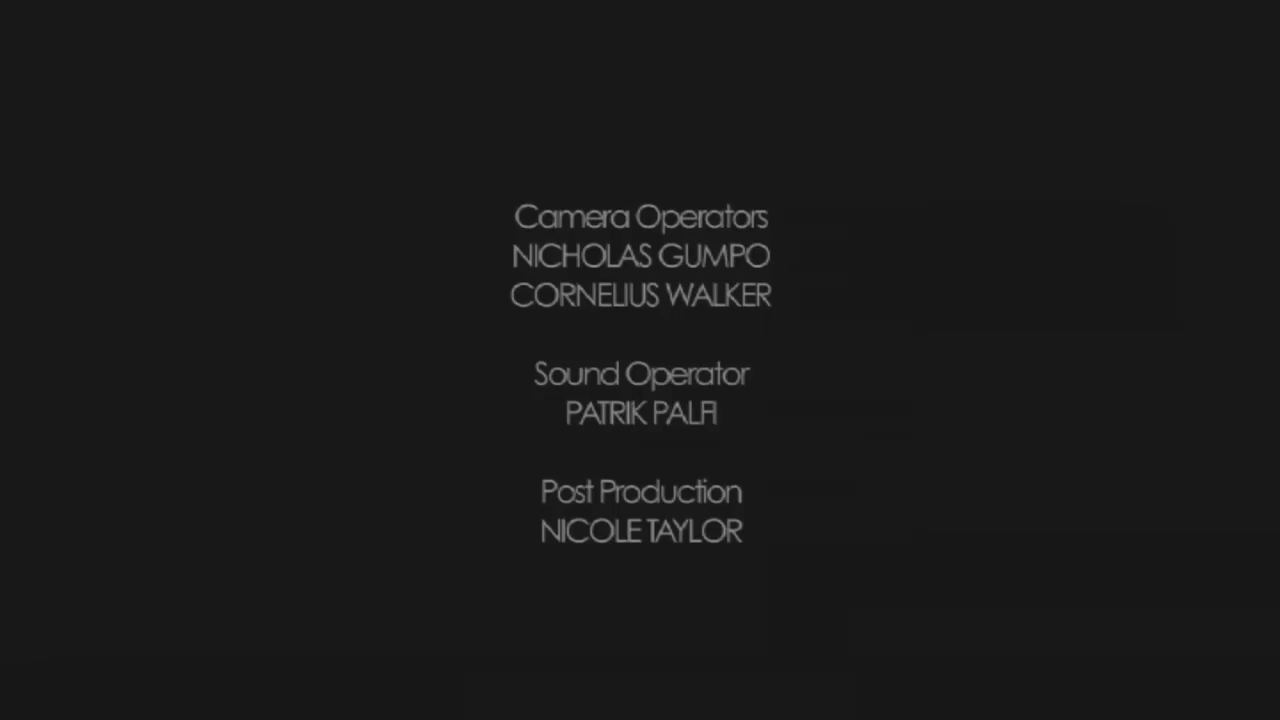 Camera Operators
NICHOLAS GUMPO
CORNELIUS WALKER
Sound Operator
PATRIK PALFI
Post Production
NICOLE TAYLOR